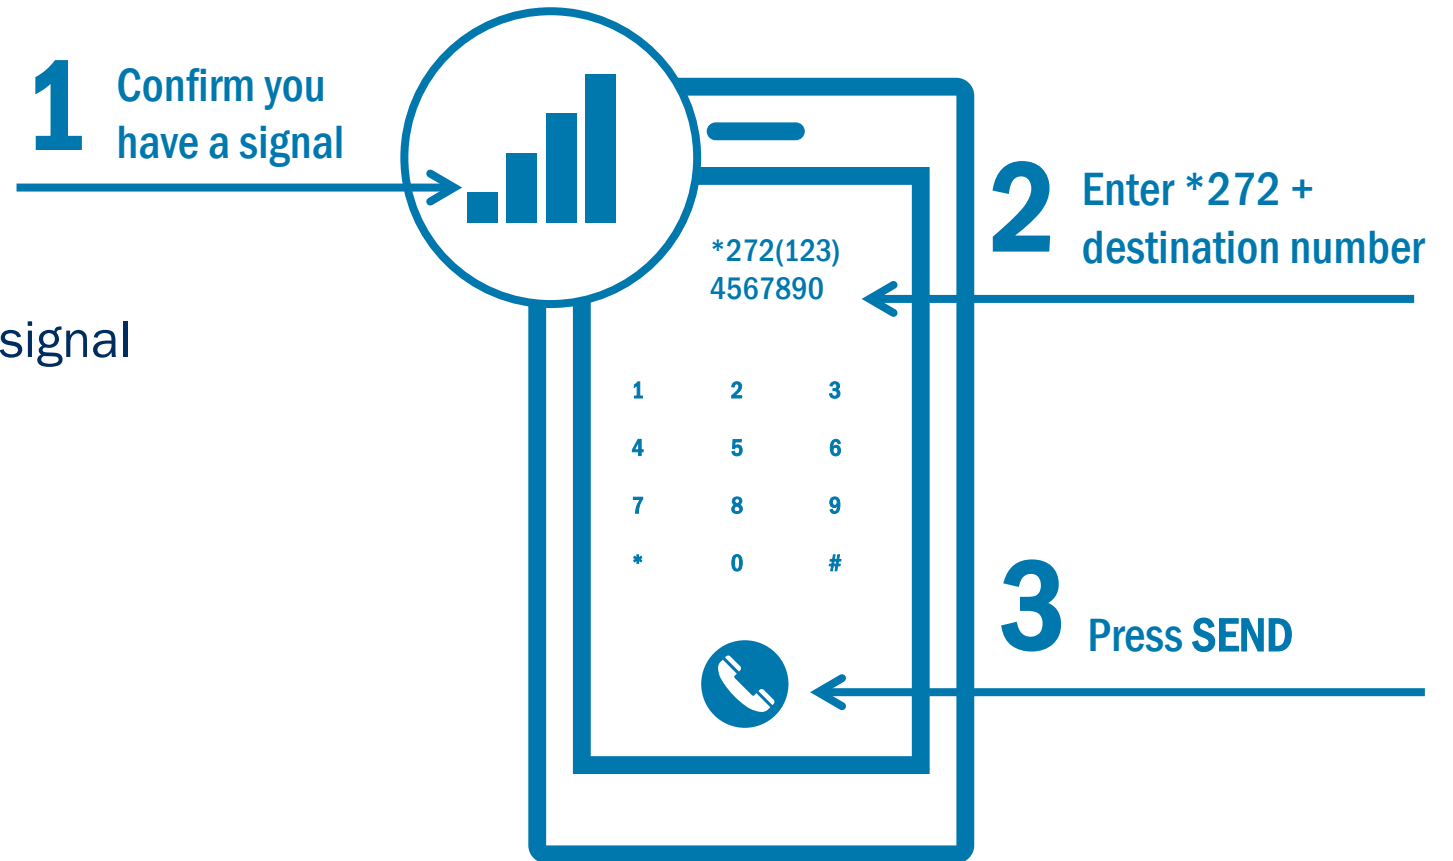 1
Confirm you
have a signal
2
Enter *272 +
destination number
*272(123)
4567890
signal
1 2 3
4 5 6
7 8 9
* 0 #
3
Press SEND